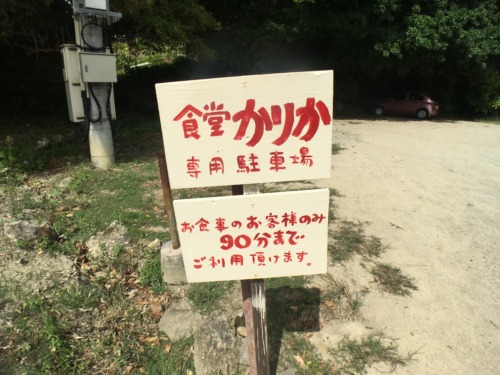 食堂かりか
専用駐車場
お食事のお客様のみ
90分まで
ご利用頂けます。